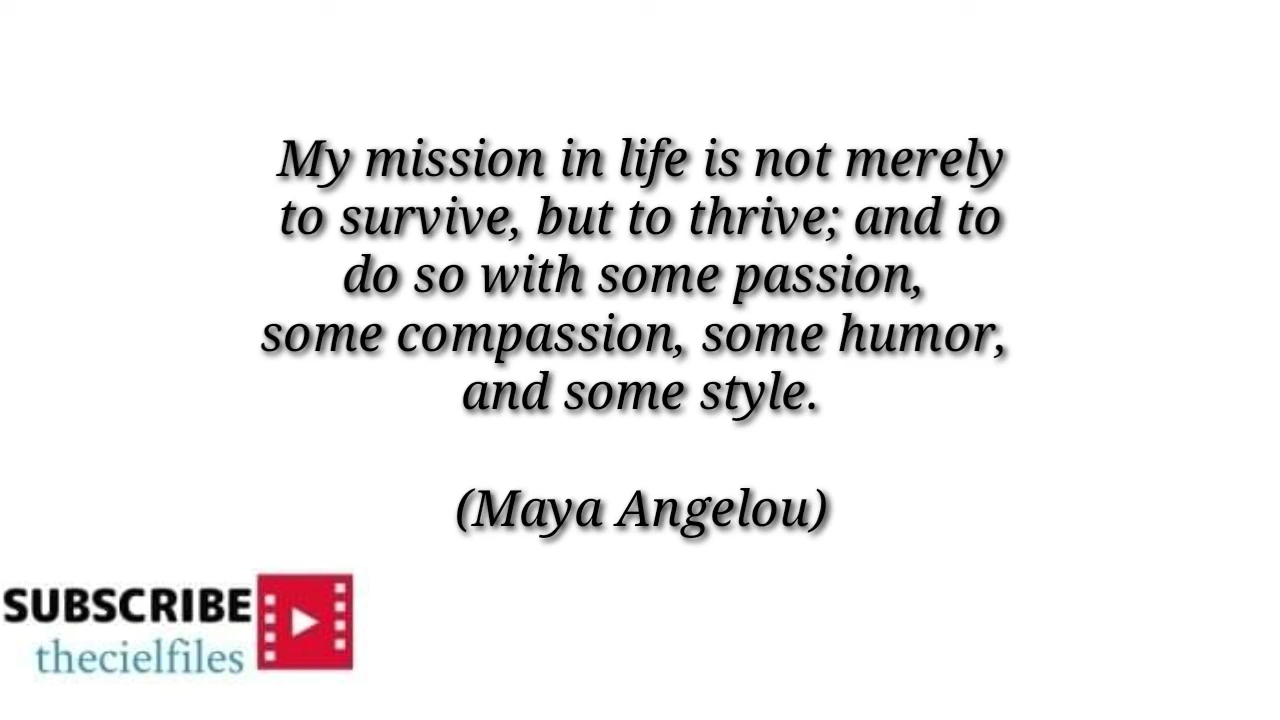 My mission in life is not merely
to survive, but to thrive; and to
do so with some passion,
some compassion, some humor,
and some style.
(Maya Angelou)
SUBSCRIBE
thecielfiles